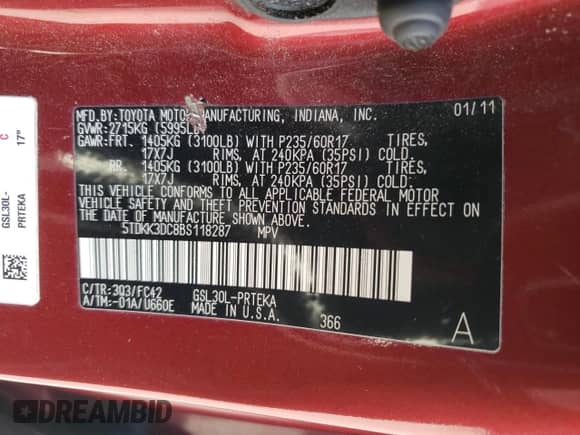 MFD.BY:TOYOTA MOTOR MANUFACTURING, INDIANA, INC. 01/11
GVWR:2715KG (5995LB)
GAWR:FRT. 1405KG (3100LB) WITH P235/60R17 TIRES,
17X7J RIMS, AT 240KPA (35PSI) COLD.
RR. 1405KG (3100LB) WITH P235/60R17 TIRES,
17X7J RIMS, AT 240KPA (35PSI) COLD.
THIS VEHICLE CONFORMS TO ALL APPLICABLE FEDERAL MOTOR
VEHICLE SAFETY AND THEFT PREVENTION STANDARDS IN EFFECT ON
THE DATE OF MANUFACTURE SHOWN ABOVE.
5TDKK3DC8BS118287 MPV
C/TR:3Q3/FC42 GSL30L-PRTEKA
A/TM:-01A/U660E MADE IN U.S.A.
366
A
GSL30L-
PRTEKA
C
17"
DREAMBID